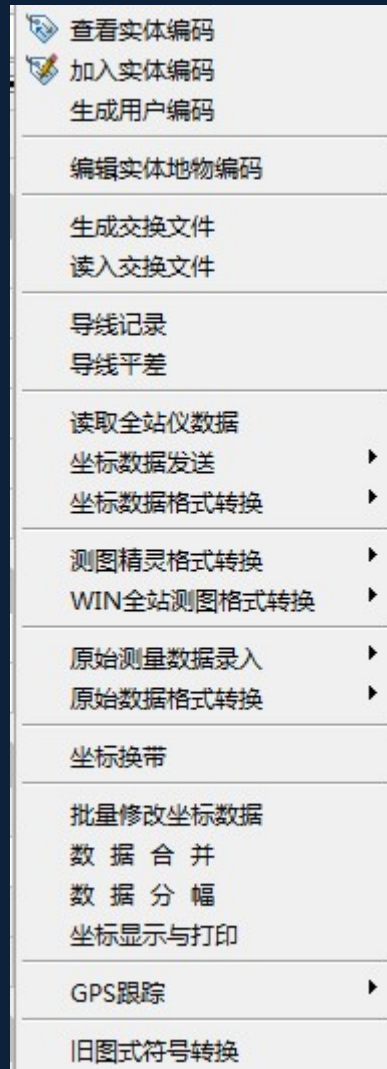 查看实体编码
加入实体编码
生成用户编码
编辑实体地物编码
生成交换文件
读入交换文件
导线记录
导线平差
读取全站仪数据
坐标数据发送
坐标数据格式转换
测图精灵格式转换
WIN全站测图格式转换
原始测量数据录入
原始数据格式转换
坐标换带
批量修改坐标数据
数 据 合 并
数 据 分 幅
坐标显示与打印
GPS跟踪
旧图式符号转换